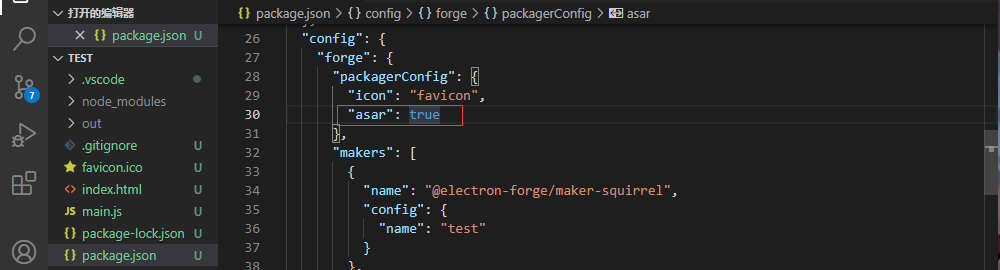 打开的编辑器
package.json U
TEST
.vscode
node_modules
out
.gitignore U
favicon.ico U
index.html U
main.js U
package-lock.json U
package.json U
7
package.json > {} config > {} forge > {} packagerConfig > asar
26 "config": {
27 "forge": {
28 "packagerConfig": {
29 "icon": "favicon",
30 "asar": true
31 },
32 "makers": [
33 {
34 "name": "@electron-forge/maker-squirrel",
35 "config": {
36 "name": "test"
37 }
38 },